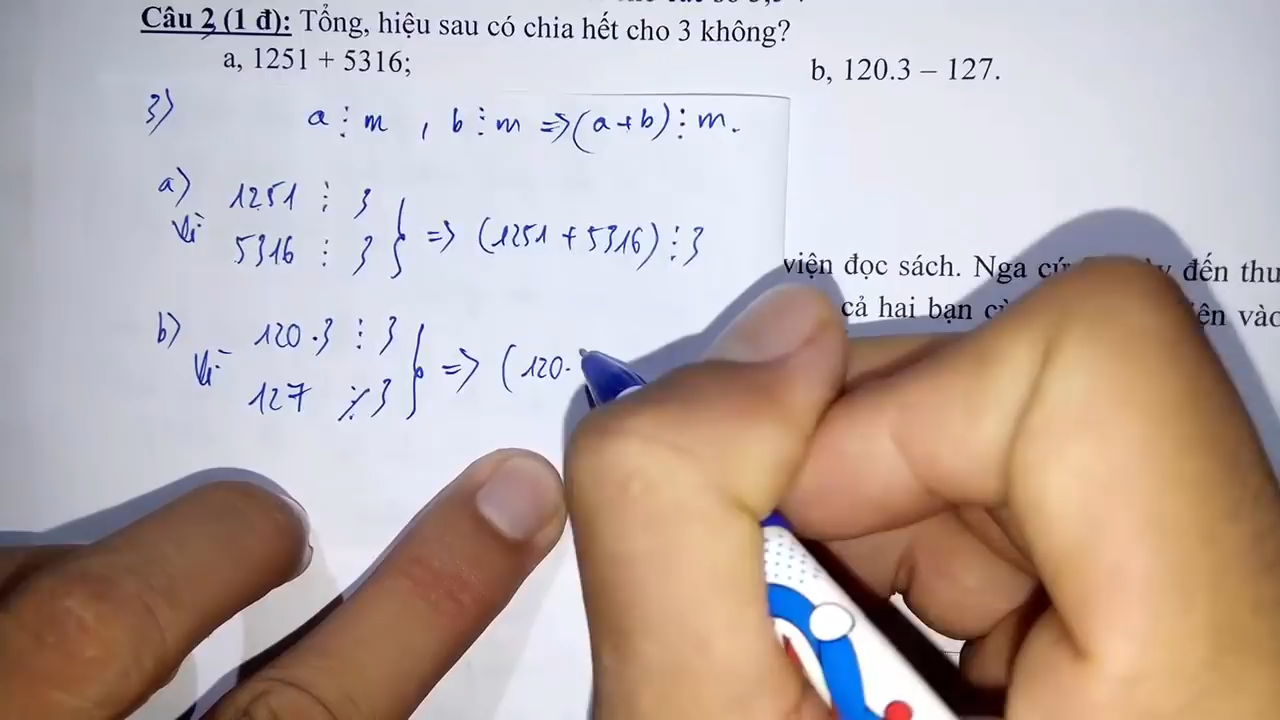 Câu 2 (1 đ): Tổng, hiệu sau có chia hết cho 3 không?
a, 1251 + 5316;
b, 120.3 – 127.
3) a ⋮ m , b ⋮ m => (a+b) ⋮ m.
a) Vì
1251 ⋮ 3
5316 ⋮ 3
} => (1251 + 5316) ⋮ 3
b) Vì
120.3 ⋮ 3
127 ⋮̸ 3
} => (120.
viện đọc sách. Nga cứ
đến thư
cả hai bạn
vào